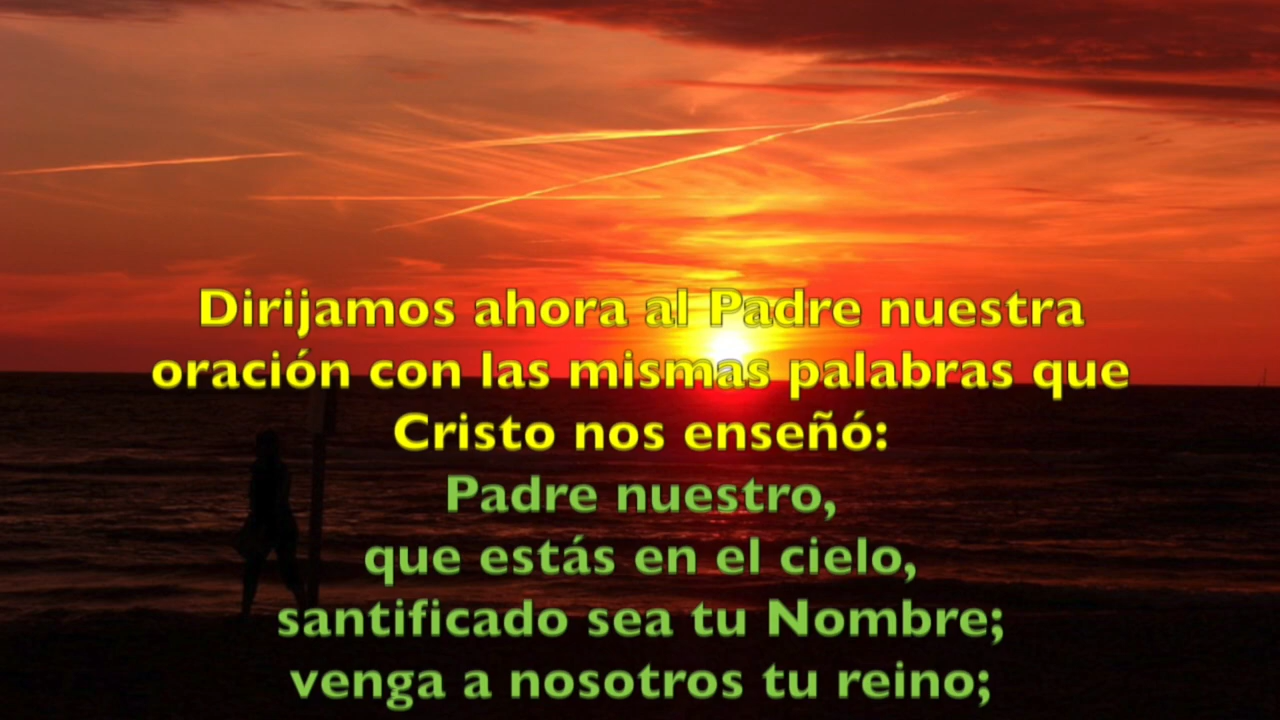 Dirijamos ahora al Padre nuestra
oración con las mismas palabras que
Cristo nos enseñó:
Padre nuestro,
que estás en el cielo,
santificado sea tu Nombre;
venga a nosotros tu reino;